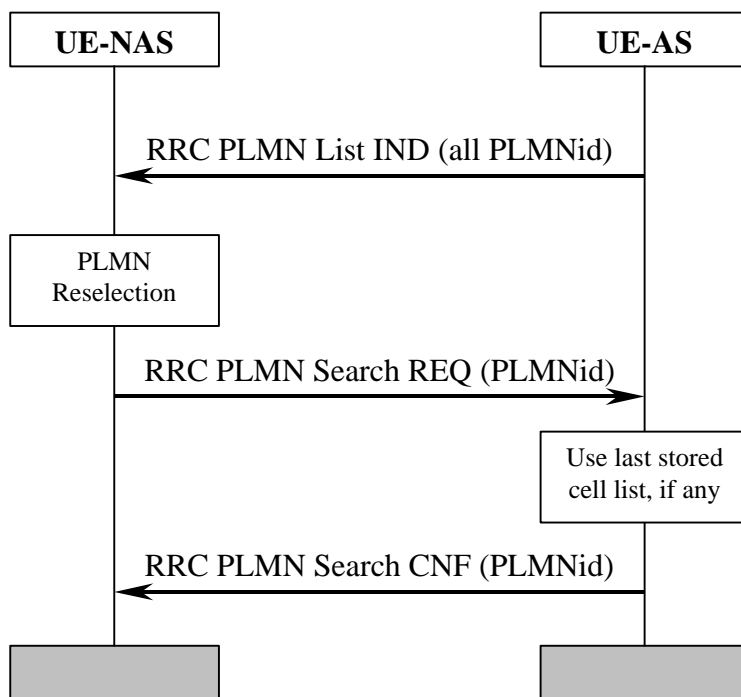 UE-NAS
UE-AS
RRC PLMN List IND (all PLMNid)
PLMN
Reselection
RRC PLMN Search REQ (PLMNid)
Use last stored
cell list, if any
RRC PLMN Search CNF (PLMNid)